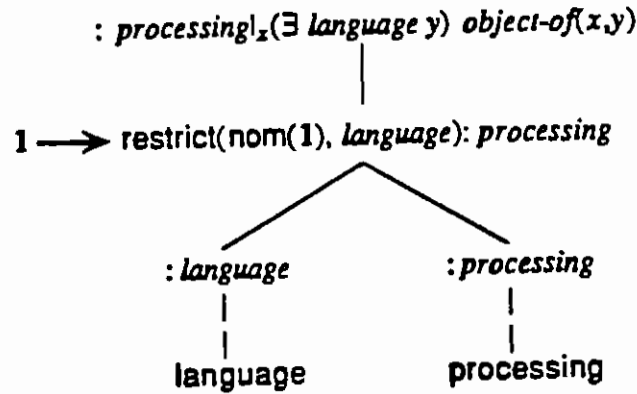 : processing|x(∃ language y) object-of(x,y)
1 → restrict(nom(1), language): processing
: language : processing
language processing